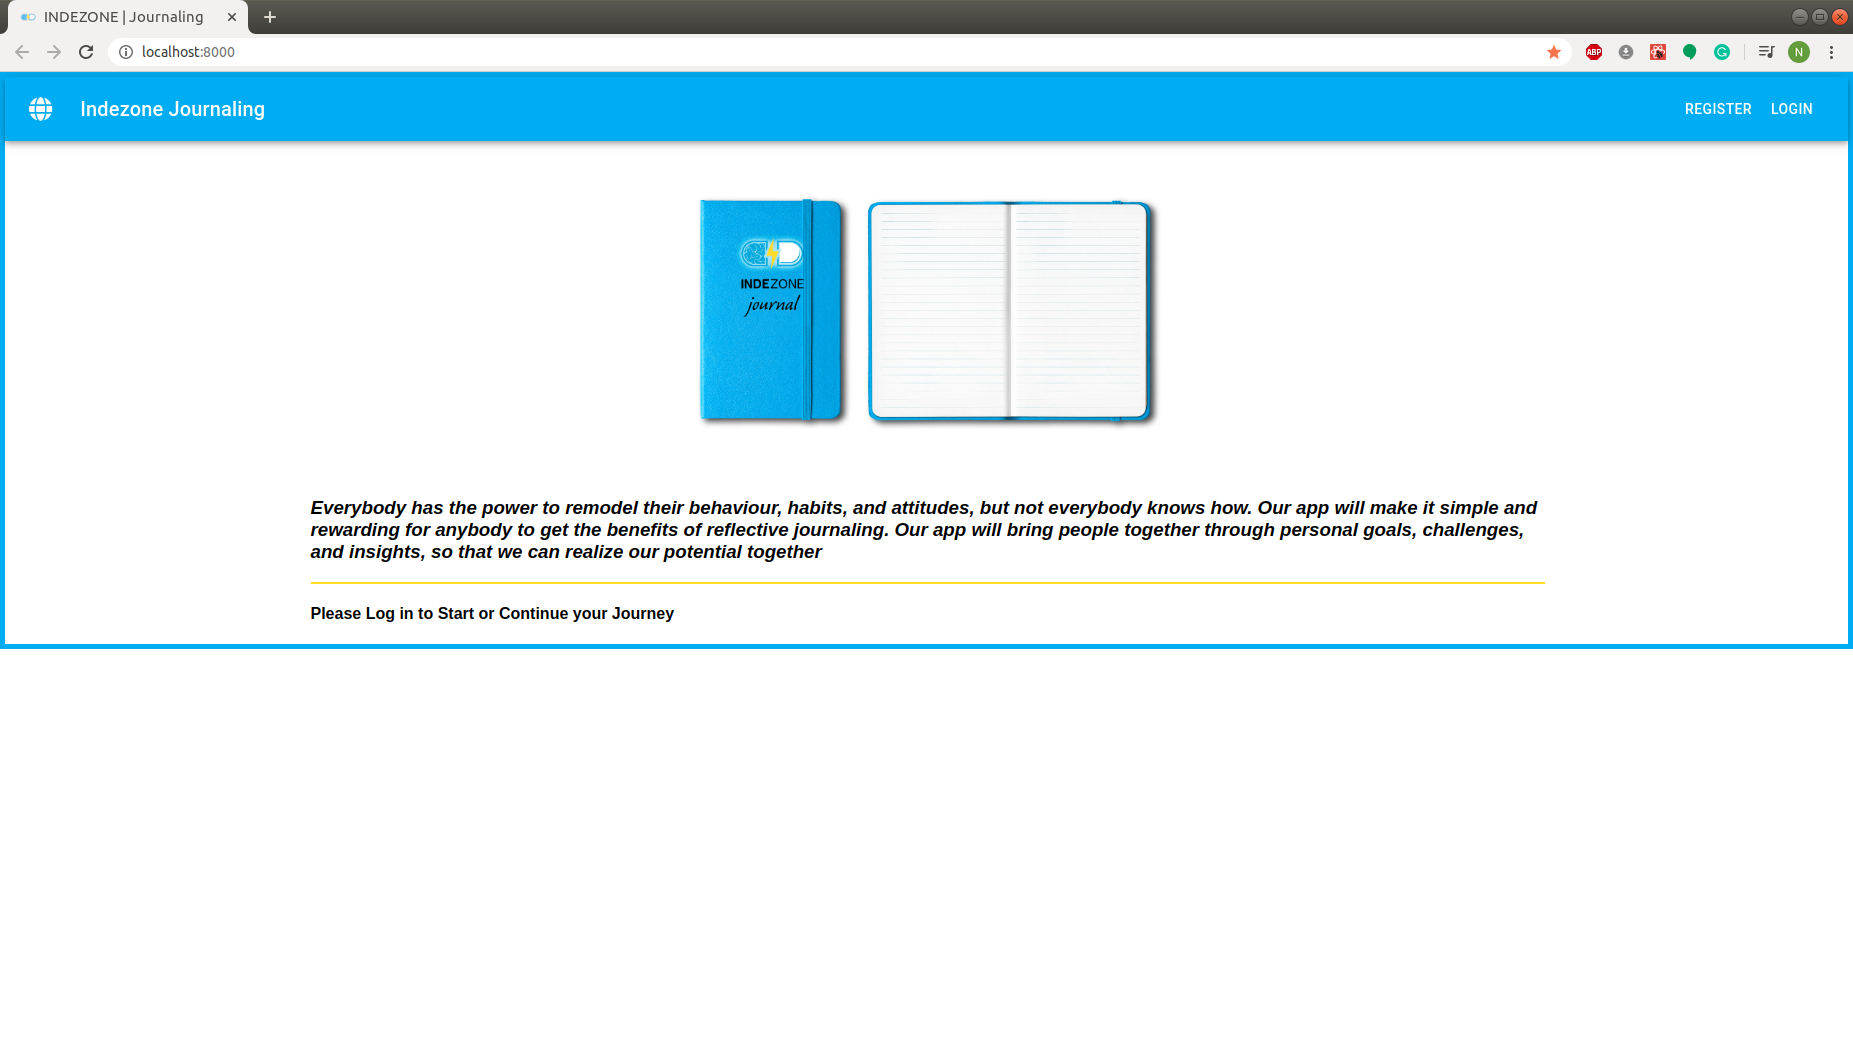 INDEZONE | Journaling
localhost:8000
ABP
N
Indezone Journaling
REGISTER LOGIN
INDEZONE
journal
Everybody has the power to remodel their behaviour, habits, and attitudes, but not everybody knows how. Our app will make it simple and
rewarding for anybody to get the benefits of reflective journaling. Our app will bring people together through personal goals, challenges,
and insights, so that we can realize our potential together
Please Log in to Start or Continue your Journey